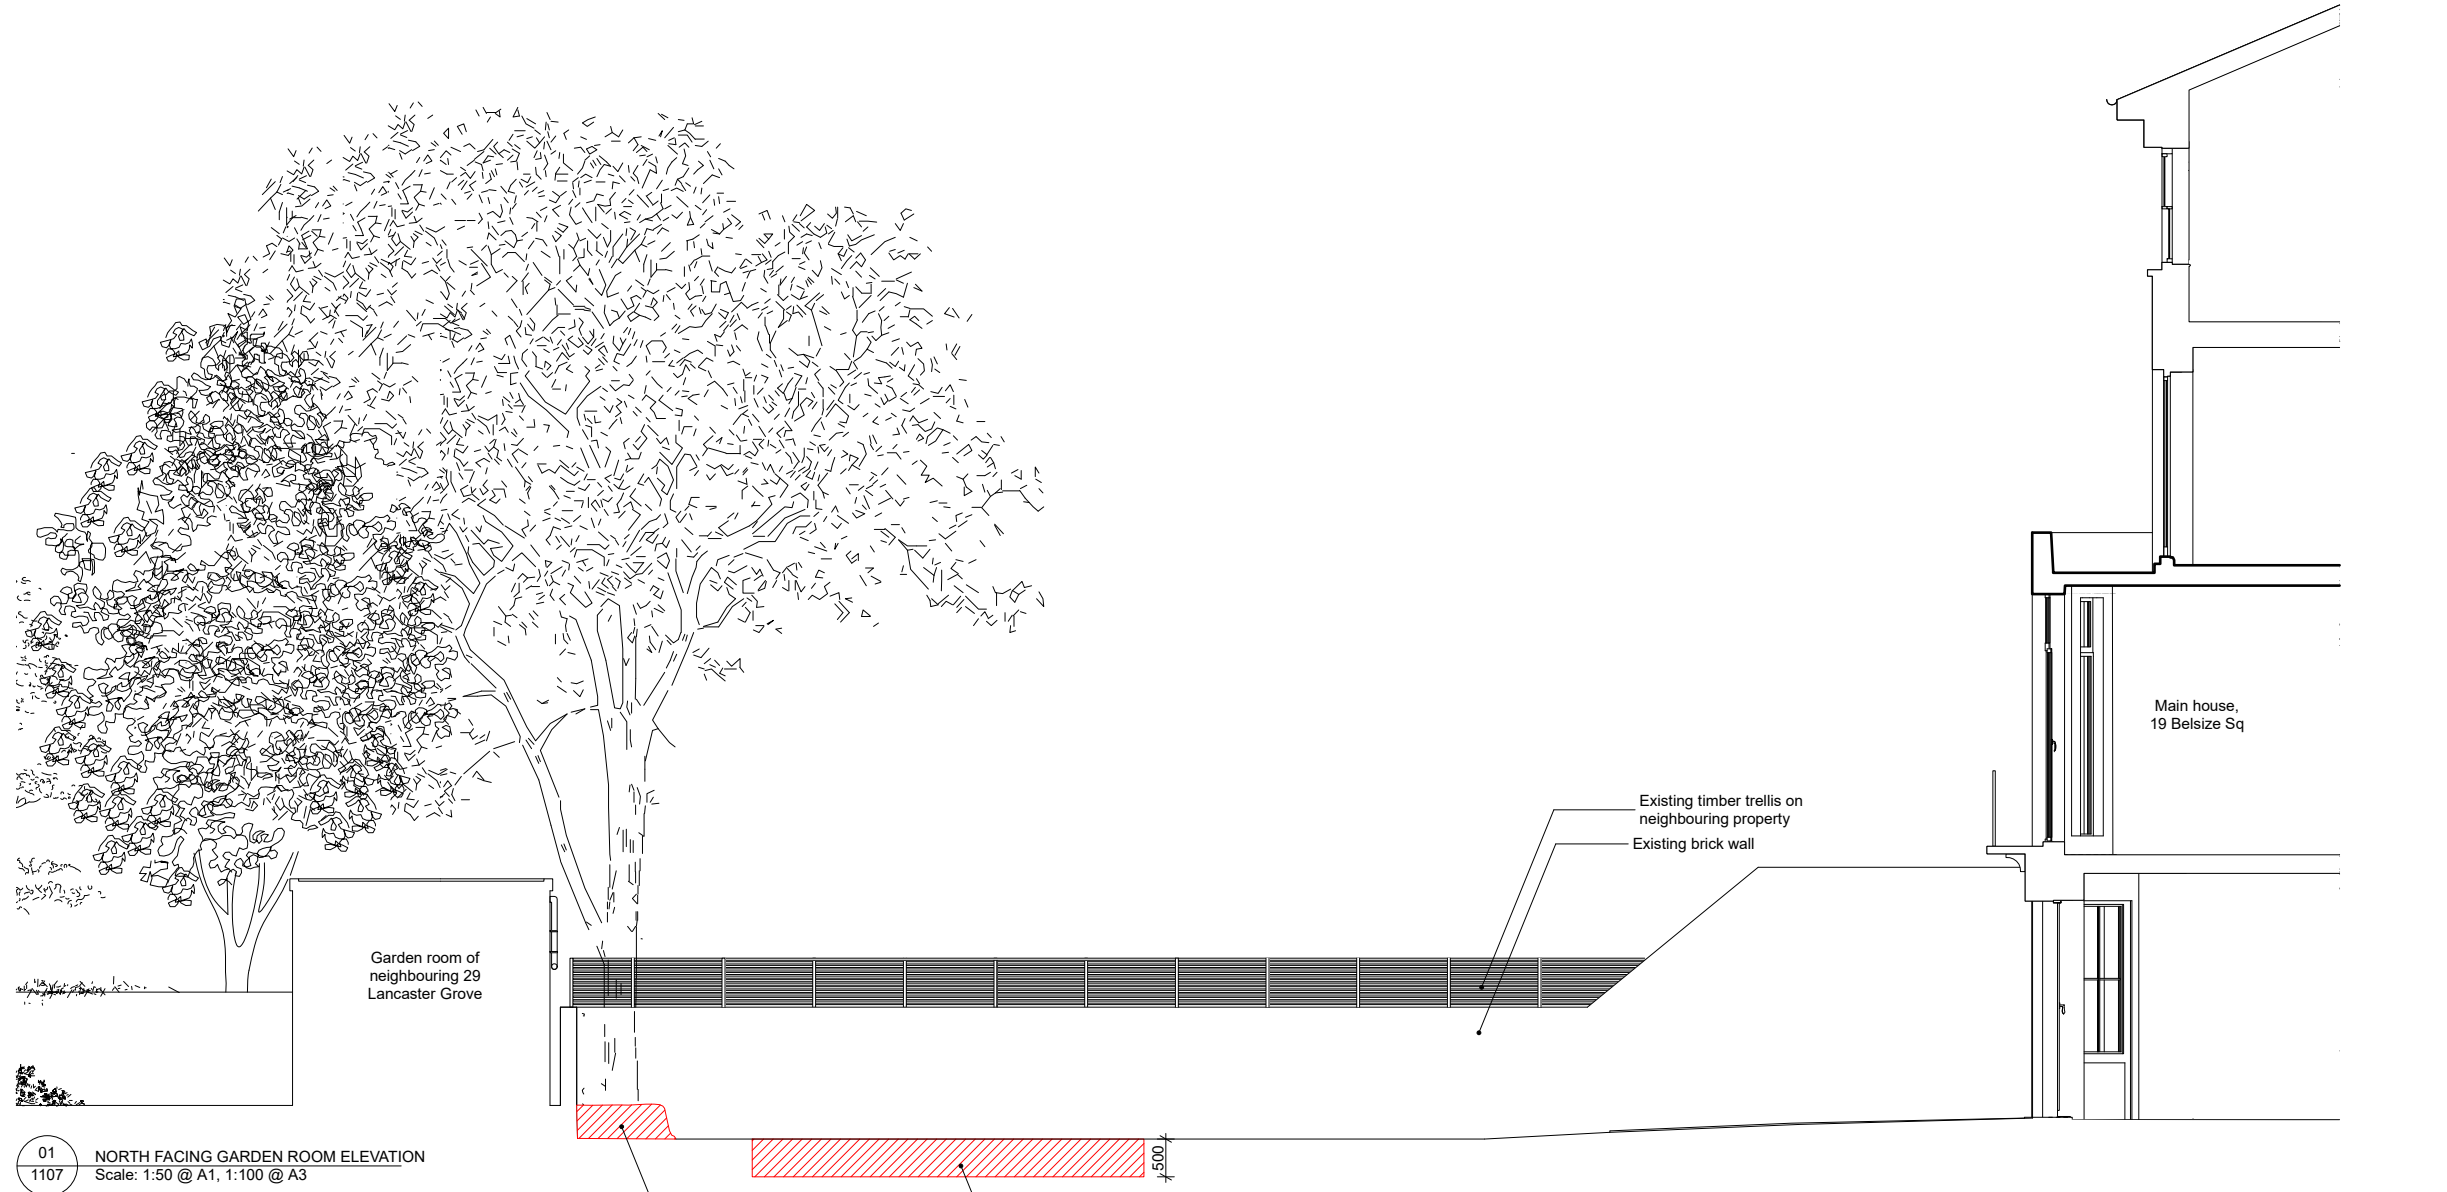 Existing timber trellis on
neighbouring property
Existing brick wall
Main house,
19 Belsize Sq
Garden room of
neighbouring 29
Lancaster Grove
500
01
1107
NORTH FACING GARDEN ROOM ELEVATION
Scale: 1:50 @ A1, 1:100 @ A3